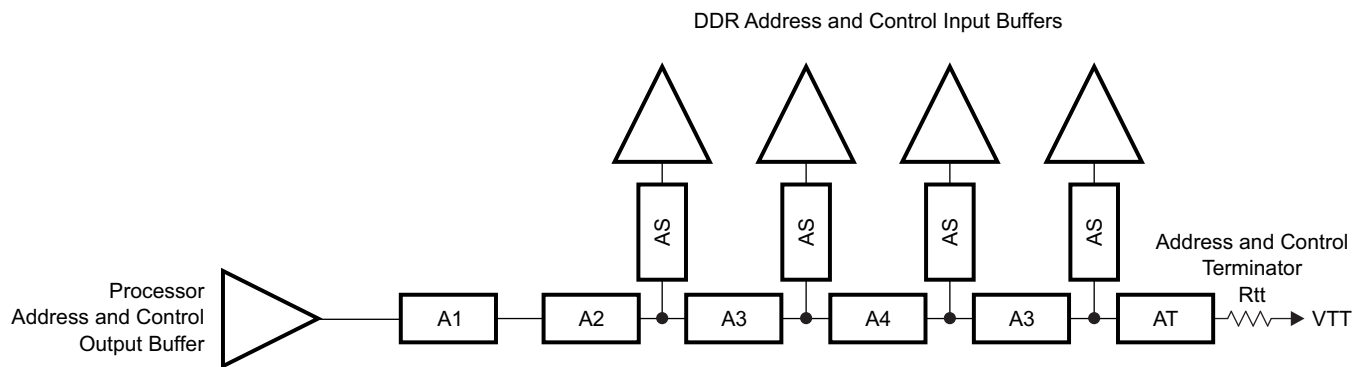 DDR Address and Control Input Buffers
AS
AS
AS
AS
Address and Control
Terminator
Rtt
Processor
Address and Control
Output Buffer
A1
A2
A3
A4
A3
AT
VTT